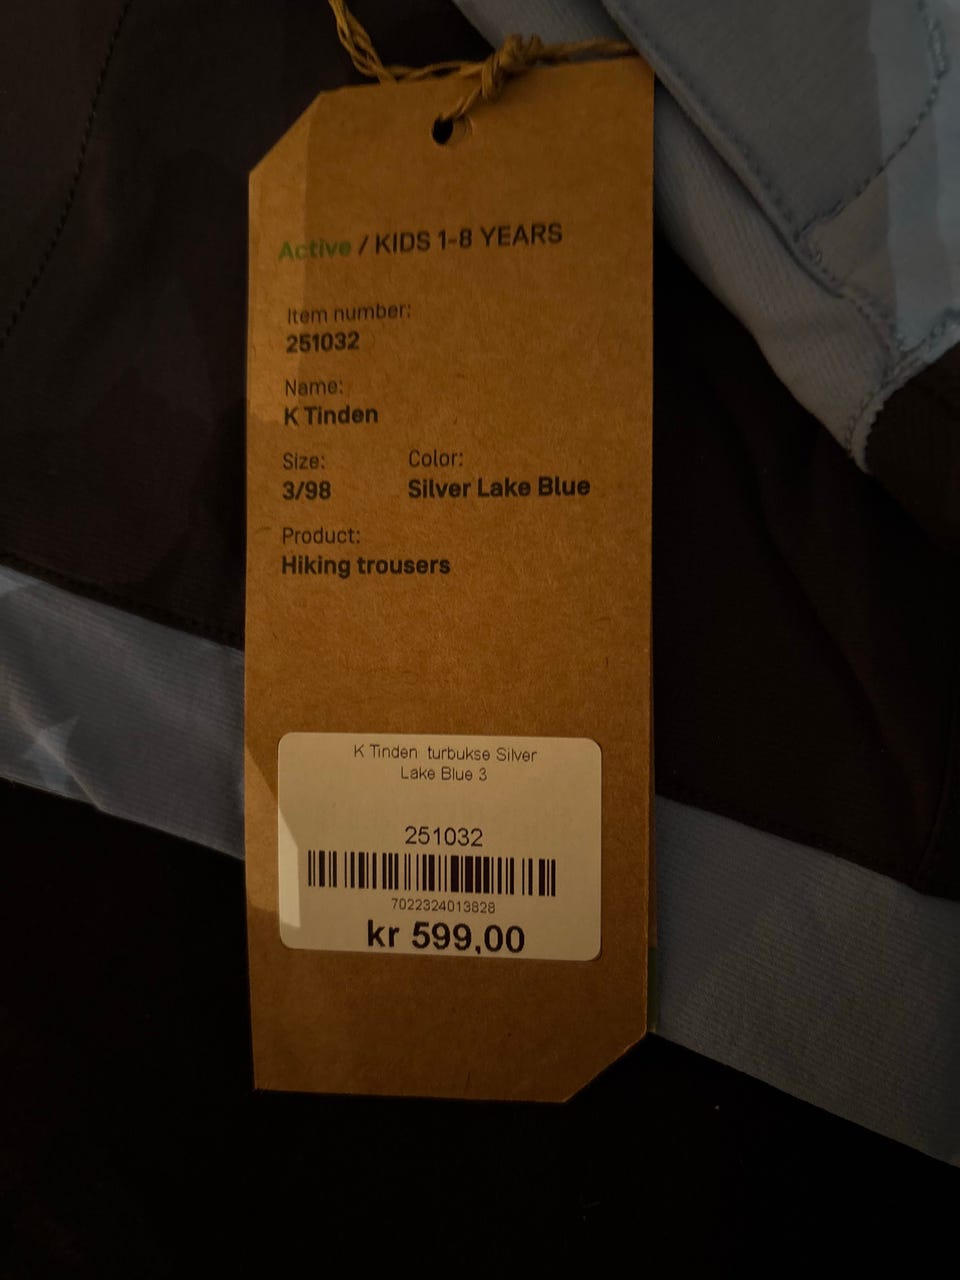 Active / KIDS 1-8 YEARS
Item number:
251032
Name:
K Tinden
Size: Color:
3/98 Silver Lake Blue
Product:
Hiking trousers
K Tinden turbukse Silver
Lake Blue 3
251032
7022324013828
kr 599,00